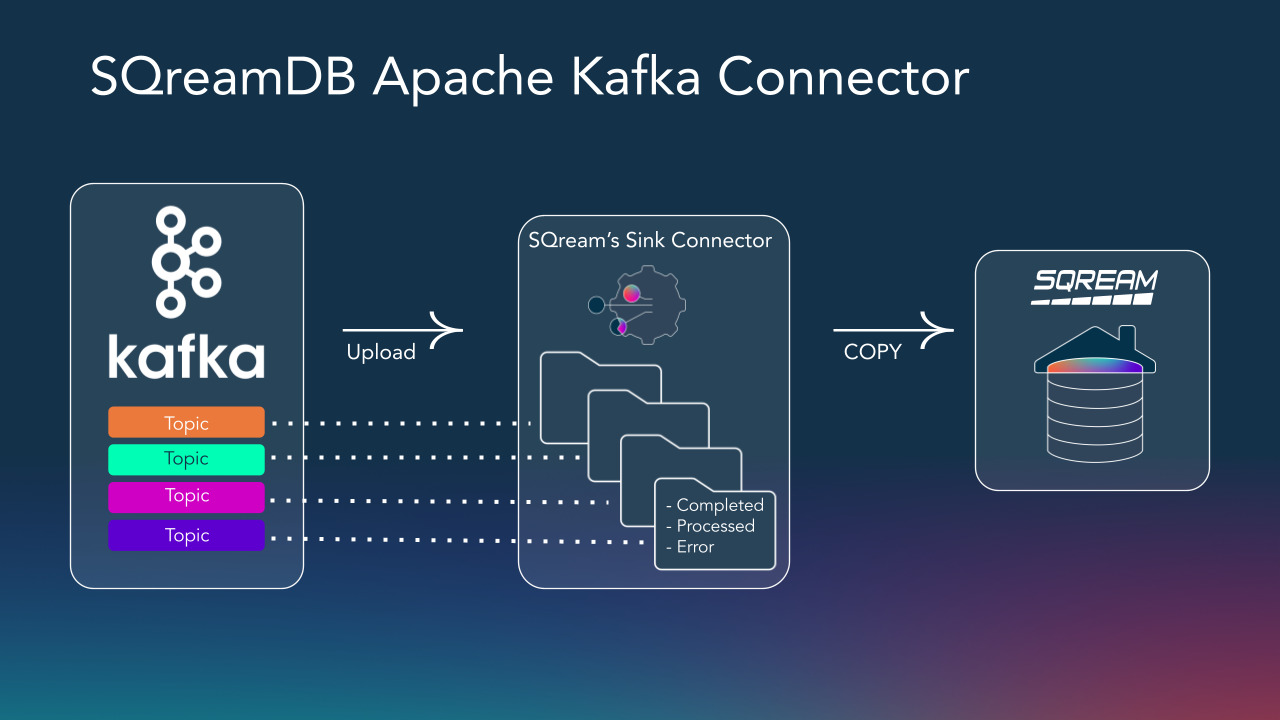 SQreamDB Apache Kafka Connector
kafka
Topic
Topic
Topic
Topic
Upload
SQream’s Sink Connector
- Completed
- Processed
- Error
COPY
SQREAM